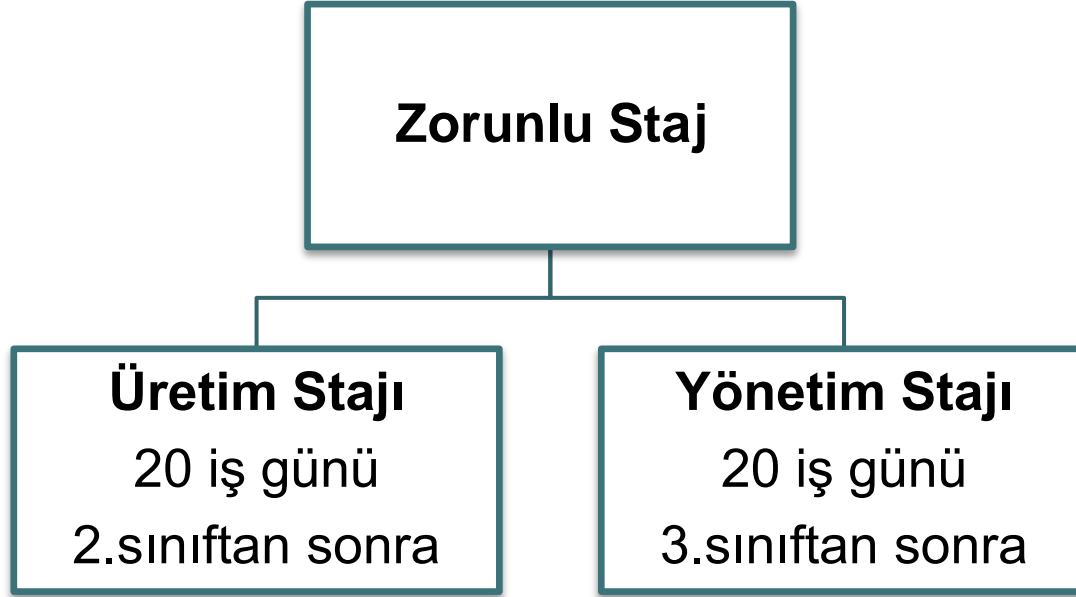 Zorunlu Staj
Üretim Stajı
20 iş günü
2.sınıftan sonra
Yönetim Stajı
20 iş günü
3.sınıftan sonra